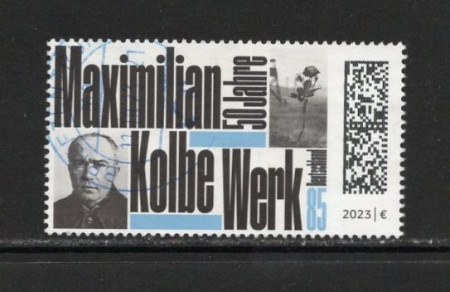 Maximilian
50 Jahre
Kolbe Werk
Deutschland
85
2023 | €